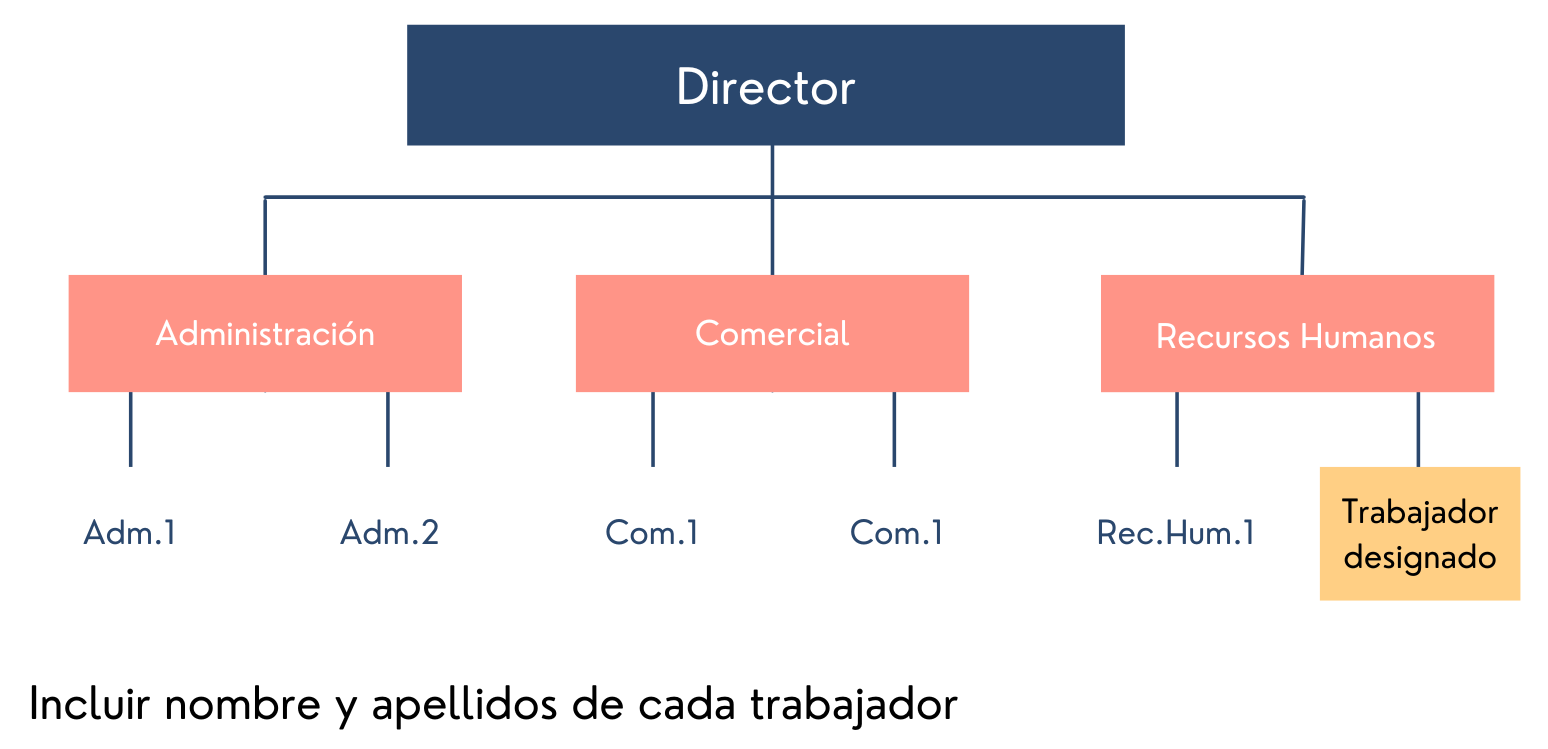 Director
Administración
Comercial
Recursos Humanos
Adm.1
Adm.2
Com.1
Com.1
Rec.Hum.1
Trabajador
designado
Incluir nombre y apellidos de cada trabajador